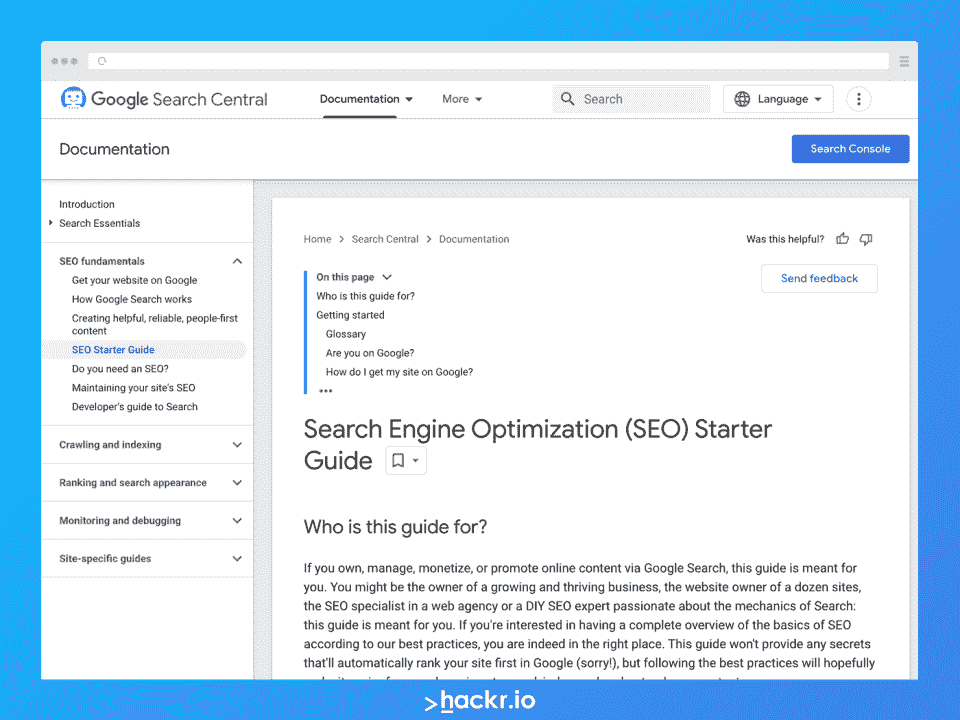 Google Search Central
Documentation
More
Search
Language
Documentation
Search Console
Introduction
Search Essentials
SEO fundamentals
Get your website on Google
How Google Search works
Creating helpful, reliable, people-first
content
SEO Starter Guide
Do you need an SEO?
Maintaining your site's SEO
Developer's guide to Search
Crawling and indexing
Ranking and search appearance
Monitoring and debugging
Site-specific guides
Home > Search Central > Documentation
Was this helpful?
Send feedback
On this page
Who is this guide for?
Getting started
Glossary
Are you on Google?
How do I get my site on Google?
Search Engine Optimization (SEO) Starter
Guide
Who is this guide for?
If you own, manage, monetize, or promote online content via Google Search, this guide is meant for
you. You might be the owner of a growing and thriving business, the website owner of a dozen sites,
the SEO specialist in a web agency or a DIY SEO expert passionate about the mechanics of Search:
this guide is meant for you. If you're interested in having a complete overview of the basics of SEO
according to our best practices, you are indeed in the right place. This guide won't provide any secrets
that'll automatically rank your site first in Google (sorry!), but following the best practices will hopefully
>hackr.io